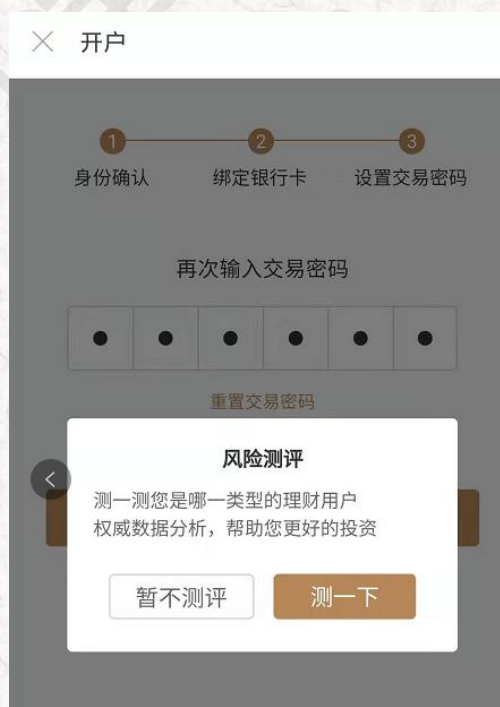 开户
1
2
3
身份确认
绑定银行卡
设置交易密码
再次输入交易密码
重置交易密码
风险测评
测一测您是哪一类型的理财用户
权威数据分析，帮助您更好的投资
暂不测评
测一下